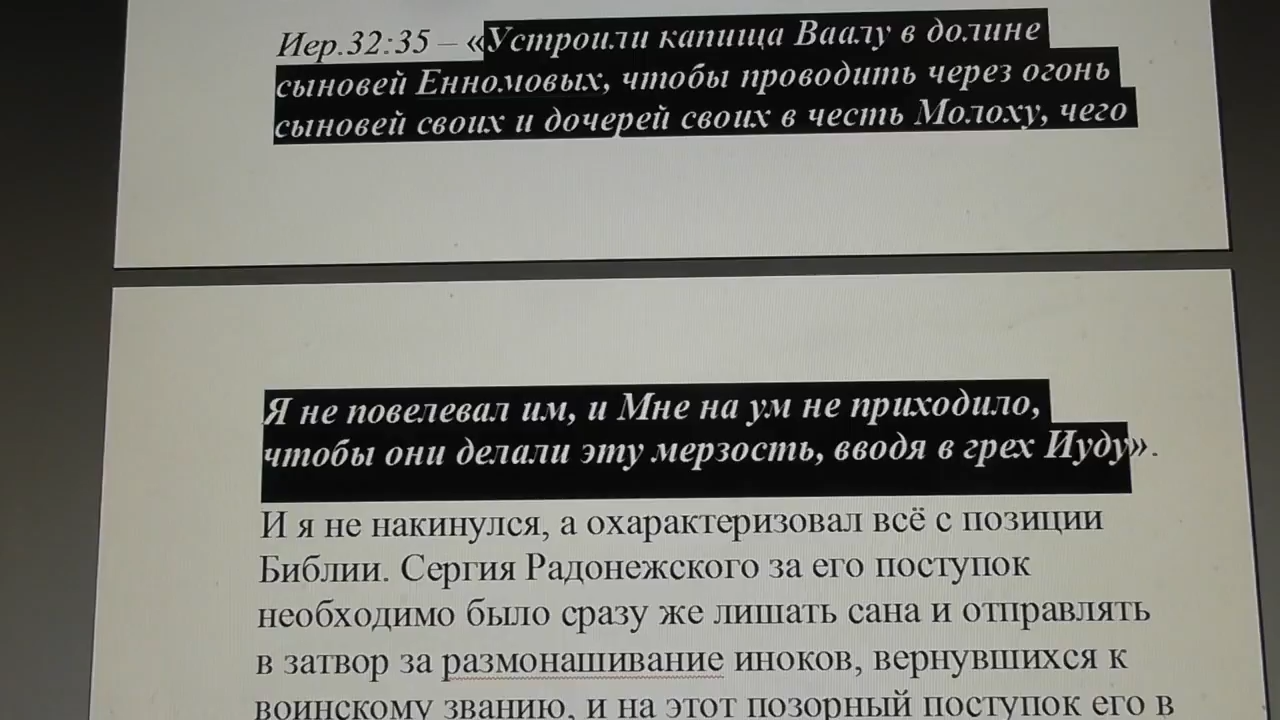 Иер.32:35 – «Устроили капища Ваалу в долине
сыновей Енномовых, чтобы проводить через огонь
сыновей своих и дочерей своих в честь Молоху, чего
Я не повелевал им, и Мне на ум не приходило,
чтобы они делали эту мерзость, вводя в грех Иуду».
И я не накинулся, а охарактеризовал всё с позиции
Библии. Сергия Радонежского за его поступок
необходимо было сразу же лишать сана и отправлять
в затвор за размонашивание иноков, вернувшихся к
воинскому званию, и на этот позорный поступок его в